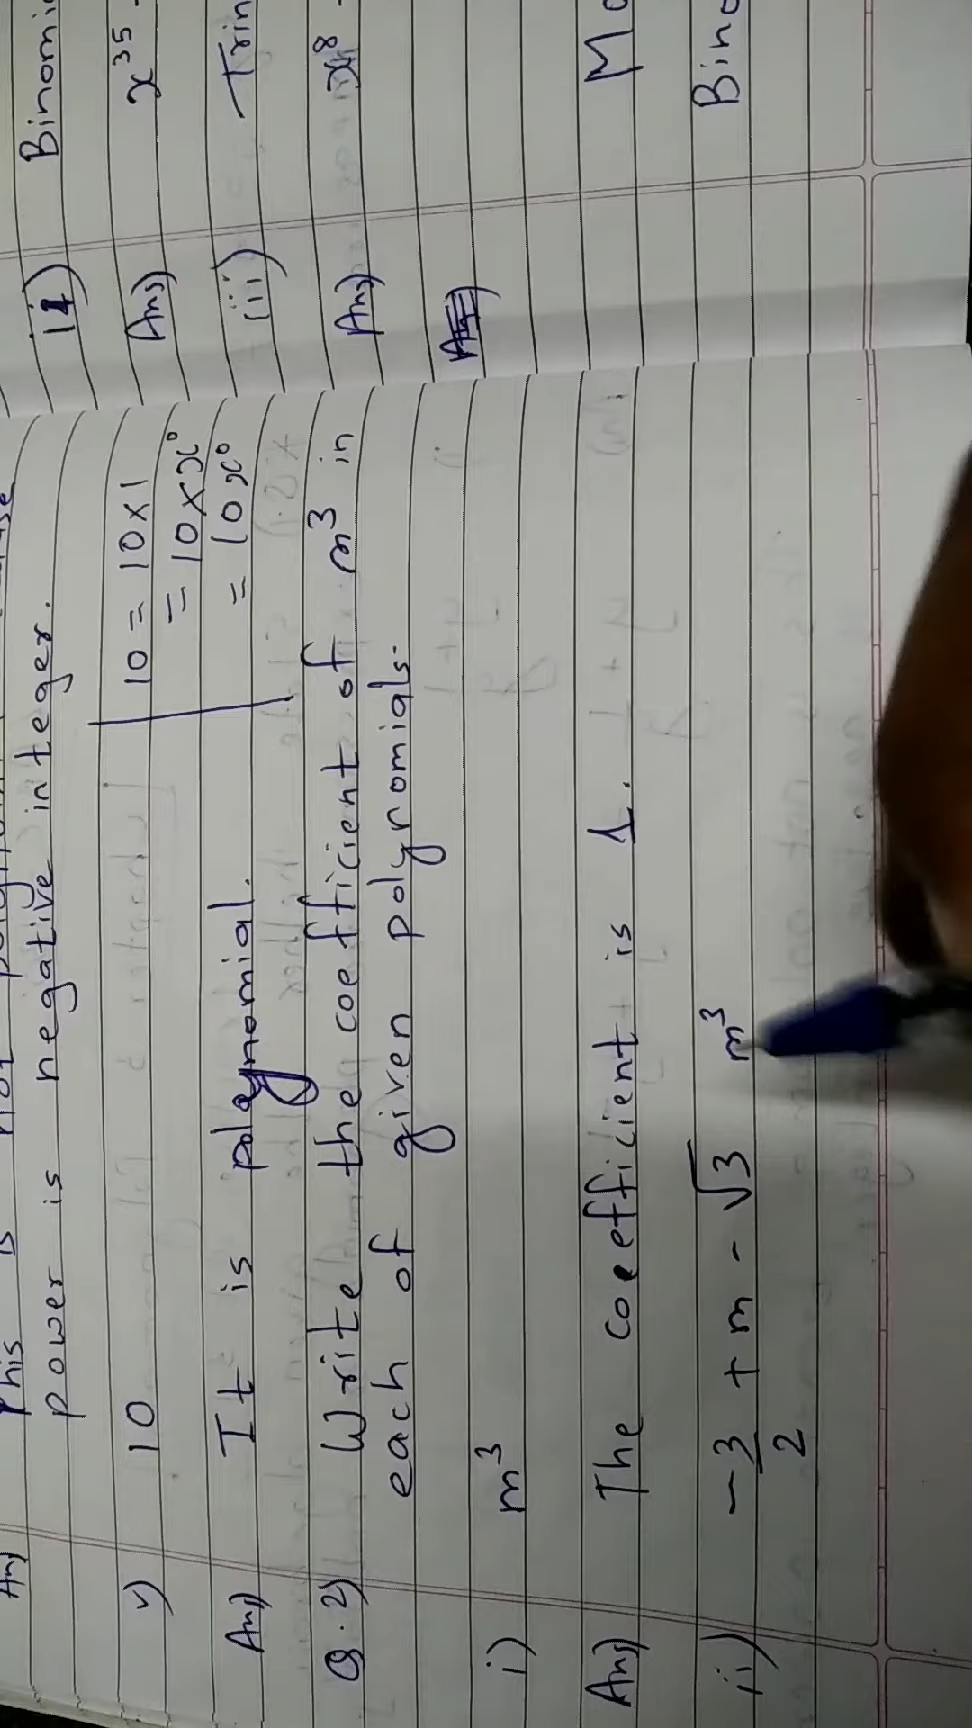 This is not
power is negative integer.
v) 10
10 = 10 x 1
= 10 x x⁰
= 10x⁰
Ans) It is polynomial.
Q.2) Write the coefficient of m³ in
each of given polynomials.
i) m³
Ans) The coefficient is 1.
ii) -3/2 + m - √3 m³
ii) Binomi
Ans) x³⁵
iii) Trin
Ans) x⁸
Mo
Bino